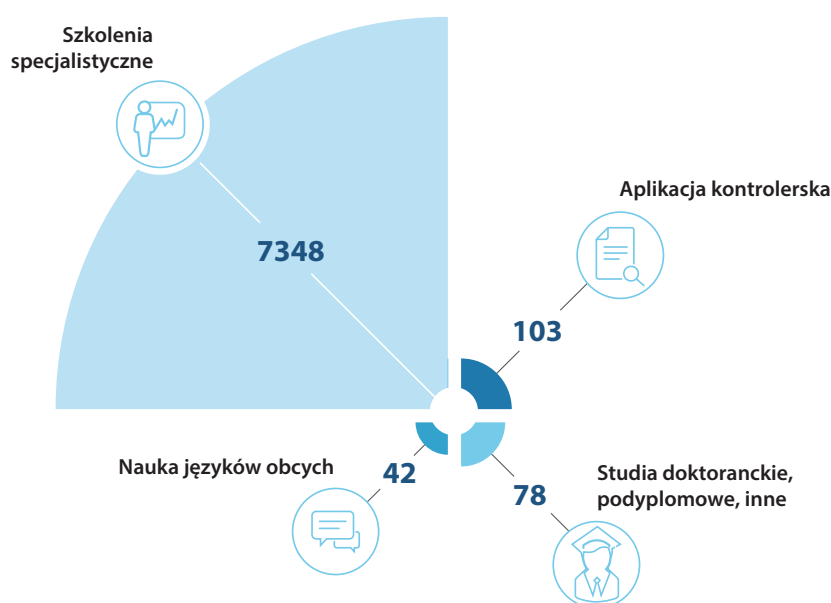 Szkolenia
specjalistyczne
7348
Aplikacja kontrolerska
103
Nauka języków obcych
42
Studia doktoranckie,
podyplomowe, inne
78